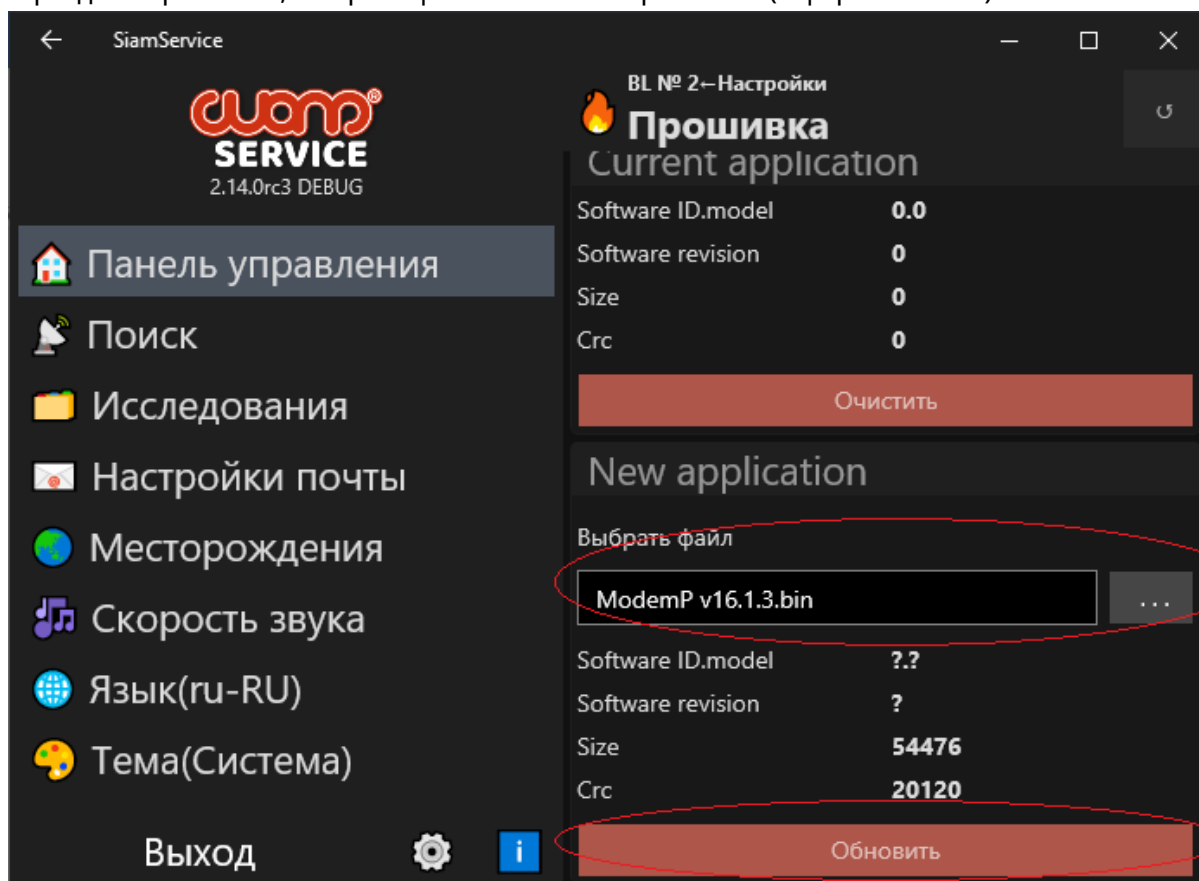 ← SiamService
сиам®
SERVICE
2.14.0rc3 DEBUG
Панель управления
Поиск
Исследования
Настройки почты
Месторождения
Скорость звука
Язык(ru-RU)
Тема(Система)
Выход
BL № 2←Настройки
Прошивка
Current application
Software ID.model 0.0
Software revision 0
Size 0
Crc 0
Очистить
New application
Выбрать файл
ModemP v16.1.3.bin ...
Software ID.model ?.?
Software revision ?
Size 54476
Crc 20120
Обновить